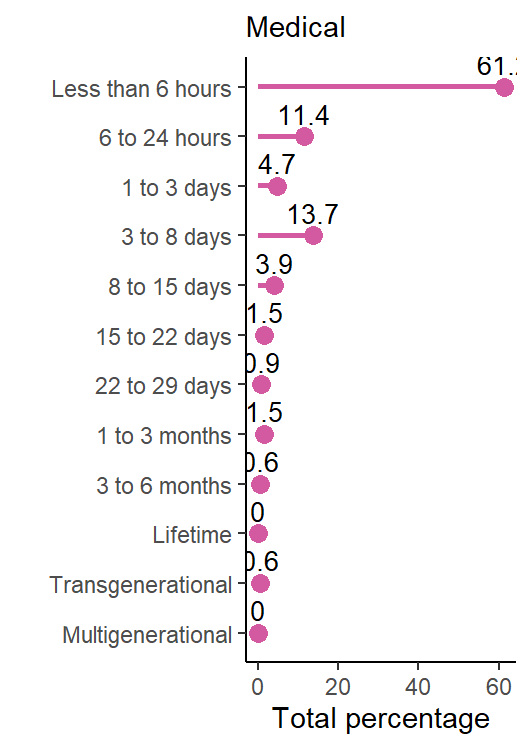 Medical
Less than 6 hours 61.
6 to 24 hours 11.4
1 to 3 days 4.7
3 to 8 days 13.7
8 to 15 days 3.9
15 to 22 days 1.5
22 to 29 days 0.9
1 to 3 months 1.5
3 to 6 months 0.6
Lifetime 0
Transgenerational 0.6
Multigenerational 0
0 20 40 60
Total percentage